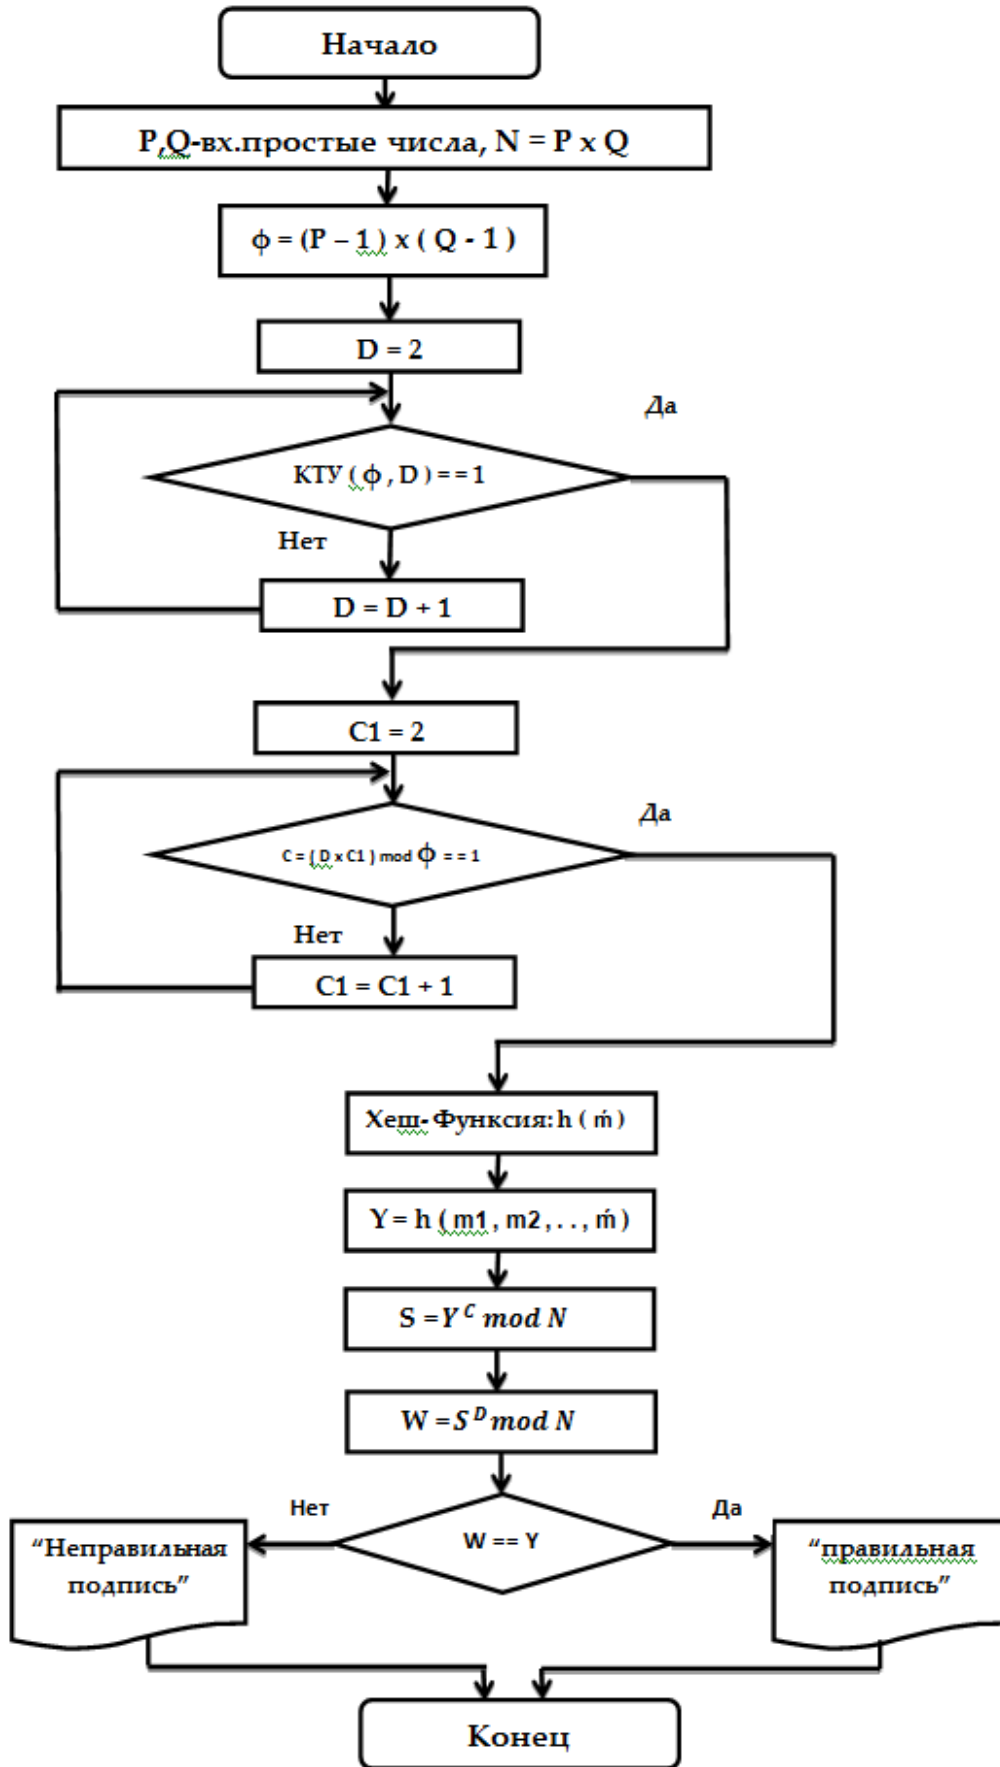 Начало
P,Q-вх.простые числа, N = P x Q
ϕ = (P – 1 ) x ( Q - 1 )
D = 2
Да
КТУ ( ϕ , D ) = = 1
Нет
D = D + 1
C1 = 2
Да
C = ( D x C1 ) mod ϕ = = 1
Нет
C1 = C1 + 1
Хеш- Функсия: h ( ḿ )
Y = h ( m1 , m2 , . . , ḿ )
S = Y^C mod N
W = S^D mod N
Нет
Да
W == Y
“Неправильная
подпись”
“правильная
подпись”
Конец